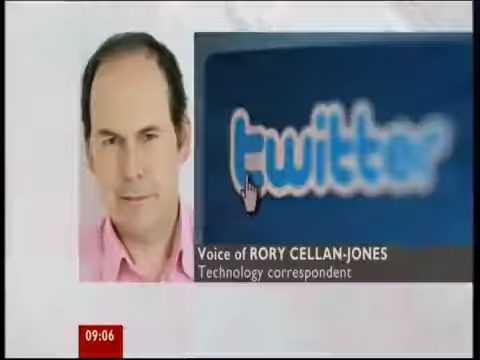 twitter
Voice of RORY CELLAN-JONES
Technology correspondent
09:06